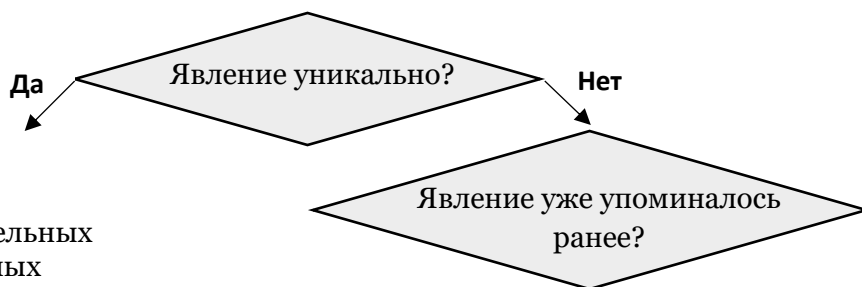 Явление уникально?
Да
Нет
Явление уже упоминалось
ранее?